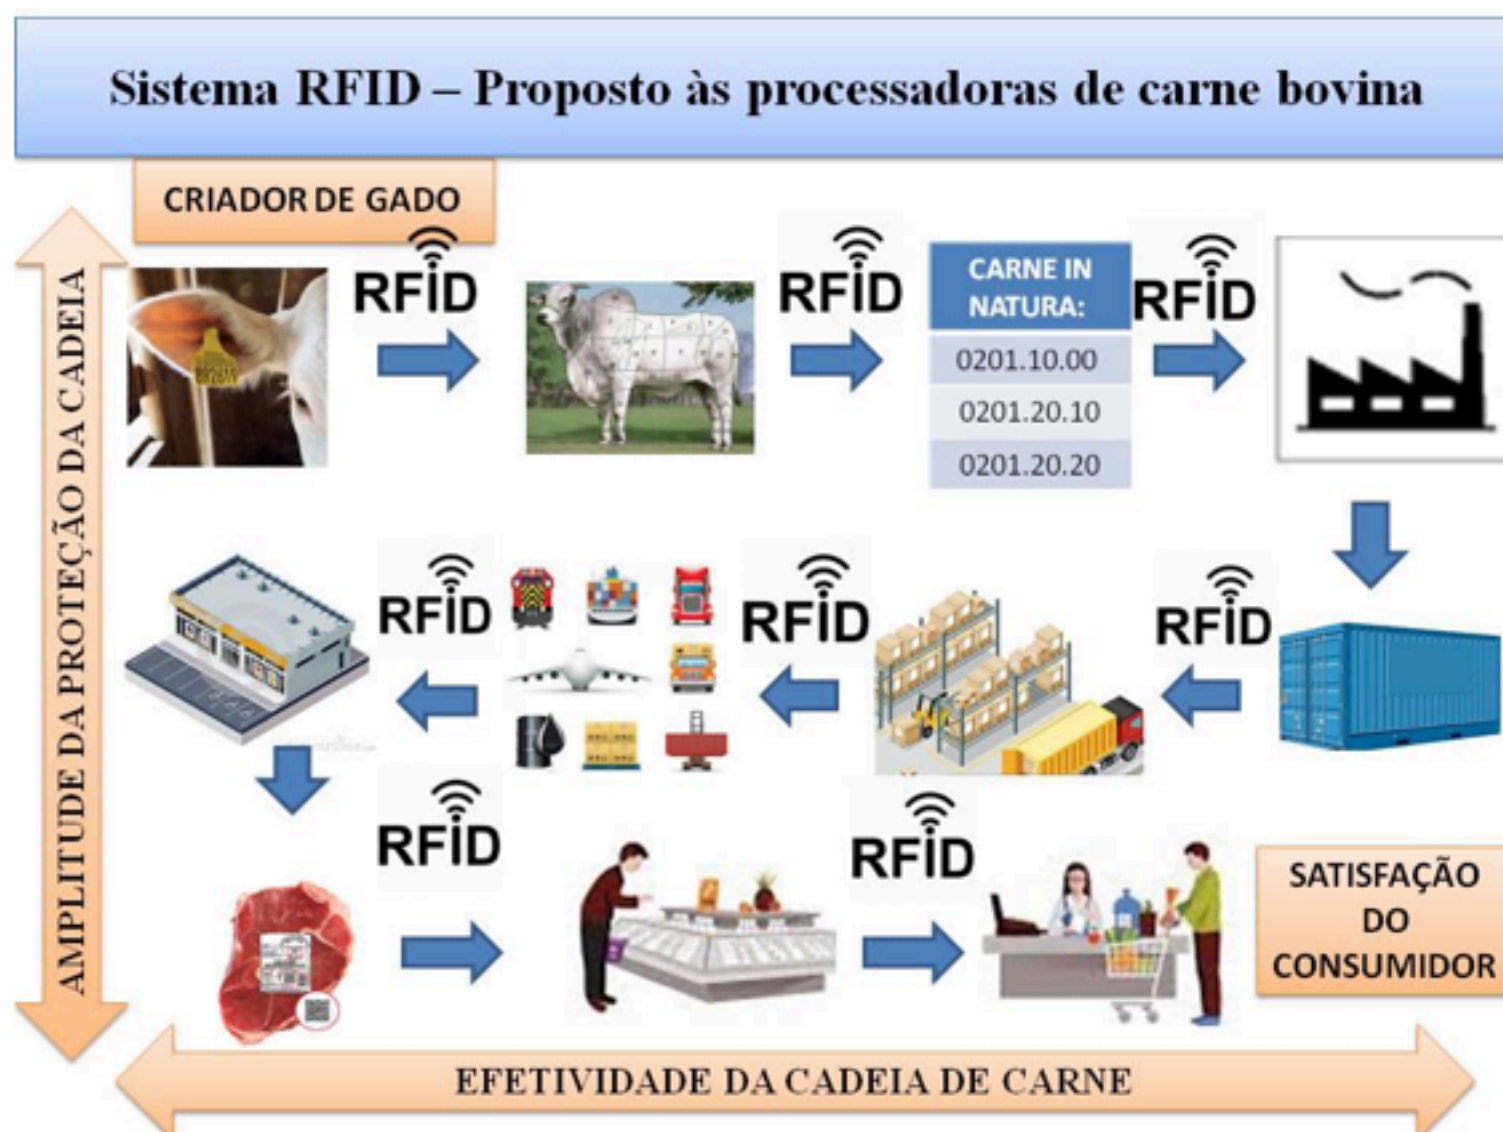 Sistema RFID – Proposto às processadoras de carne bovina
CRIADOR DE GADO
AMPLITUDE DA PROTEÇÃO DA CADEIA
RFID
RFID
CARNE IN
NATURA:
0201.10.00
0201.20.10
0201.20.20
RFID
RFID
RFID
RFID
RFID
RFID
SATISFAÇÃO
DO
CONSUMIDOR
EFETIVIDADE DA CADEIA DE CARNE